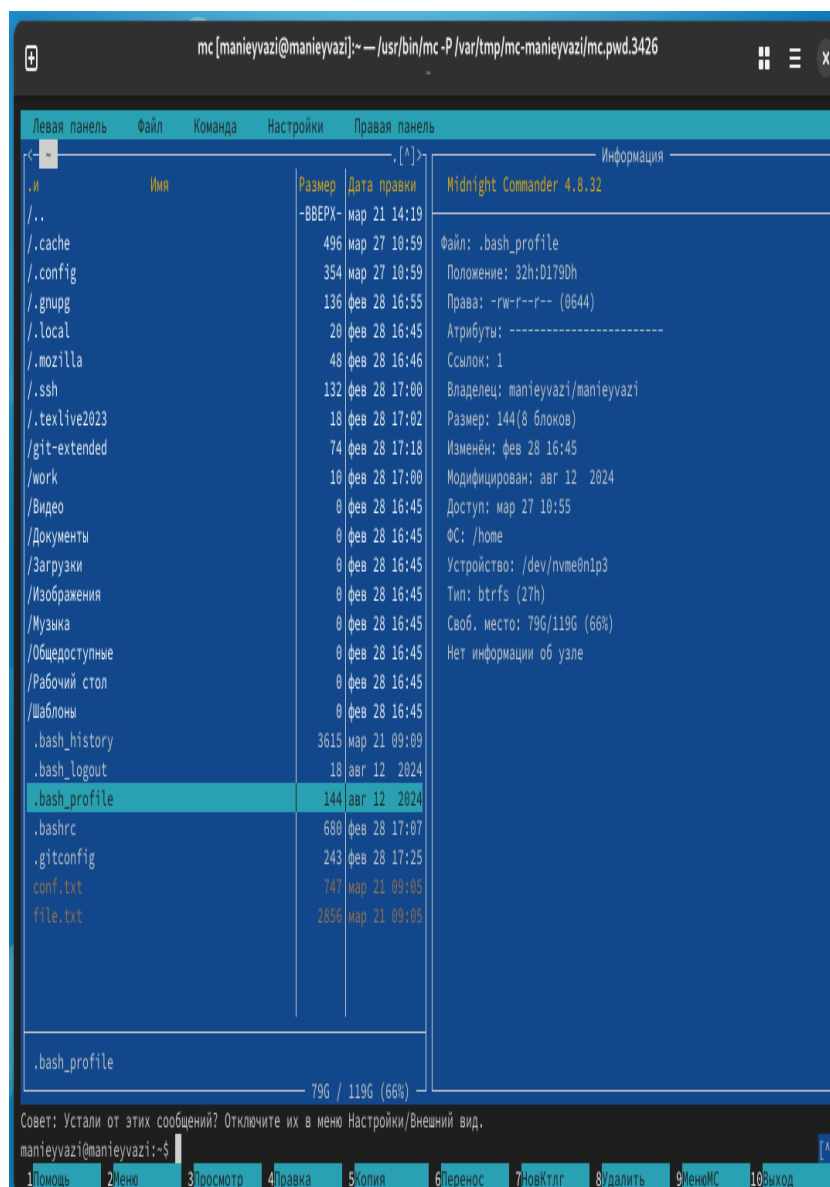 mc [manieyvazi@manieyvazi]:~ — /usr/bin/mc -P /var/tmp/mc-manieyvazi/mc.pwd.3426
~
Левая панель Файл Команда Настройки Правая панель
<─ ~ ─.[^]>
.и Имя Размер Дата правки
/.. -ВВЕРХ- мар 21 14:19
/.cache 496 мар 27 10:59
/.config 354 мар 27 10:59
/.gnupg 136 фев 28 16:55
/.local 20 фев 28 16:45
/.mozilla 48 фев 28 16:46
/.ssh 132 фев 28 17:00
/.texlive2023 18 фев 28 17:02
/git-extended 74 фев 28 17:18
/work 10 фев 28 17:00
/Видео 0 фев 28 16:45
/Документы 0 фев 28 16:45
/Загрузки 0 фев 28 16:45
/Изображения 0 фев 28 16:45
/Музыка 0 фев 28 16:45
/Общедоступные 0 фев 28 16:45
/Рабочий стол 0 фев 28 16:45
/Шаблоны 0 фев 28 16:45
.bash_history 3615 мар 21 09:09
.bash_logout 18 авг 12 2024
.bash_profile 144 авг 12 2024
.bashrc 680 фев 28 17:07
.gitconfig 243 фев 28 17:25
conf.txt 747 мар 21 09:05
file.txt 2856 мар 21 09:05
.bash_profile
79G / 119G (66%)
Информация
Midnight Commander 4.8.32
Файл: .bash_profile
Положение: 32h:D179Dh
Права: -rw-r--r-- (0644)
Атрибуты: -------------------------
Ссылок: 1
Владелец: manieyvazi/manieyvazi
Размер: 144(8 блоков)
Изменён: фев 28 16:45
Модифицирован: авг 12 2024
Доступ: мар 27 10:55
ФС: /home
Устройство: /dev/nvme0n1p3
Тип: btrfs (27h)
Своб. место: 79G/119G (66%)
Нет информации об узле
Совет: Устали от этих сообщений? Отключите их в меню Настройки/Внешний вид.
manieyvazi@manieyvazi:~$ [^
1Помощь 2Меню 3Просмотр 4Правка 5Копия 6Перенос 7НовКтлг 8Удалить 9МенюMC 10Выход